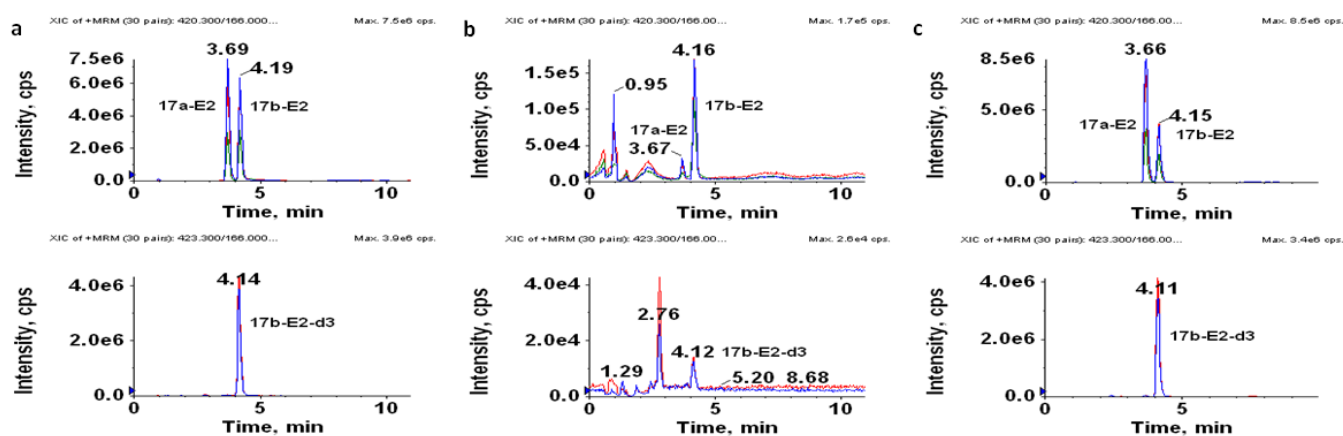 a
XIC of +MRM (30 pairs): 420.300/166.000... Max. 7.5e6 cps.
Intensity, cps
7.5e6
6.0e6
4.0e6
2.0e6
0.0
3.69
4.19
17a-E2
17b-E2
0 5 10
Time, min
b
XIC of +MRM (30 pairs): 420.300/166.000... Max. 1.7e5 cps.
Intensity, cps
1.5e5
1.0e5
5.0e4
0.0
0.95
4.16
17b-E2
17a-E2
3.67
0 5 10
Time, min
c
XIC of +MRM (30 pairs): 420.300/166.000... Max. 8.5e6 cps.
Intensity, cps
8.5e6
5.0e6
0.0
3.66
17a-E2
4.15
17b-E2
0 5
Time, min
XIC of +MRM (30 pairs): 423.300/166.00... Max. 3.9e6 cps.
Intensity, cps
4.0e6
2.0e6
0.0
4.14
17b-E2-d3
0 5 10
Time, min
XIC of +MRM (30 pairs): 423.300/166.00... Max. 2.6e4 cps.
Intensity, cps
4.0e4
2.0e4
0.0
2.76
1.29
4.12
17b-E2-d3
5.20 8.68
0 5 10
Time, min
XIC of +MRM (30 pairs): 423.300/166.00... Max. 3.4e6 cps.
Intensity, cps
4.0e6
2.0e6
0.0
4.11
17b-E2-d3
0 5
Time, min